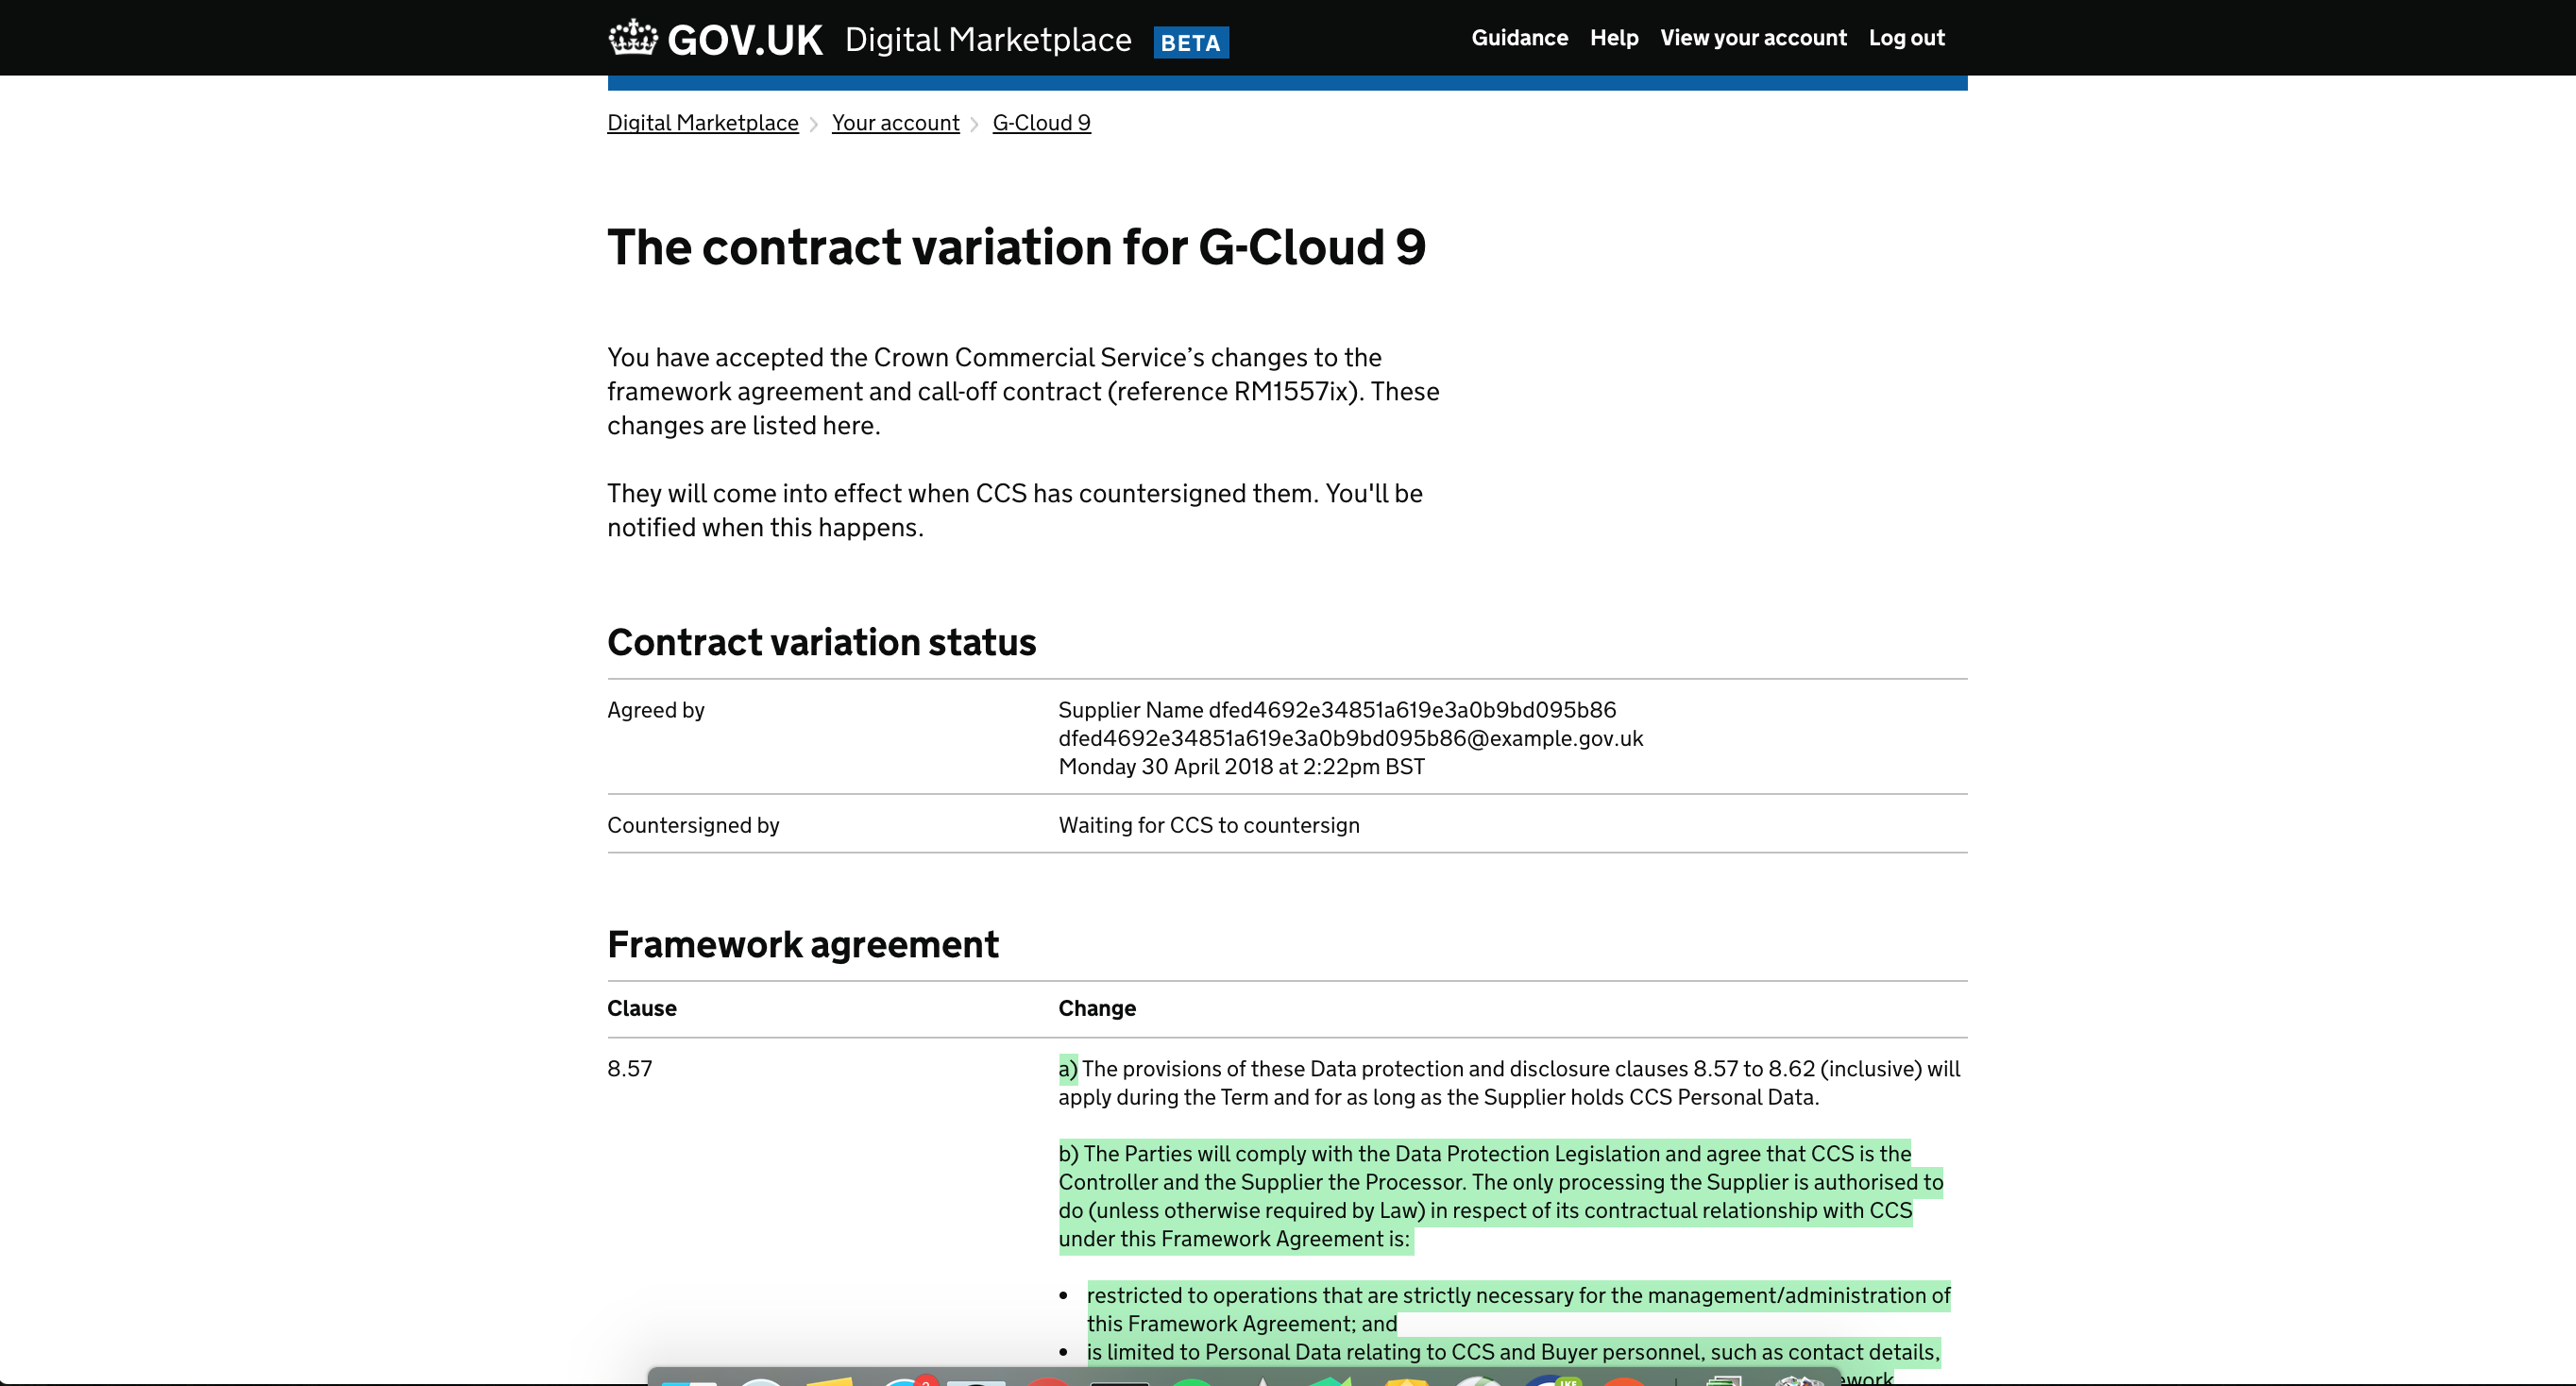 GOV.UK Digital Marketplace BETA Guidance Help View your account Log out
Digital Marketplace Your account G-Cloud 9
The contract variation for G-Cloud 9
You have accepted the Crown Commercial Service’s changes to the
framework agreement and call-off contract (reference RM1557ix). These
changes are listed here.
They will come into effect when CCS has countersigned them. You'll be
notified when this happens.
Contract variation status
Agreed by Supplier Name dfed4692e34851a619e3a0b9bd095b86
dfed4692e34851a619e3a0b9bd095b86@example.gov.uk
Monday 30 April 2018 at 2:22pm BST
Countersigned by Waiting for CCS to countersign
Framework agreement
Clause Change
8.57 a) The provisions of these Data protection and disclosure clauses 8.57 to 8.62 (inclusive) will
apply during the Term and for as long as the Supplier holds CCS Personal Data.
b) The Parties will comply with the Data Protection Legislation and agree that CCS is the
Controller and the Supplier the Processor. The only processing the Supplier is authorised to
do (unless otherwise required by Law) in respect of its contractual relationship with CCS
under this Framework Agreement is:
• restricted to operations that are strictly necessary for the management/administration of
this Framework Agreement; and
• is limited to Personal Data relating to CCS and Buyer personnel, such as contact details,